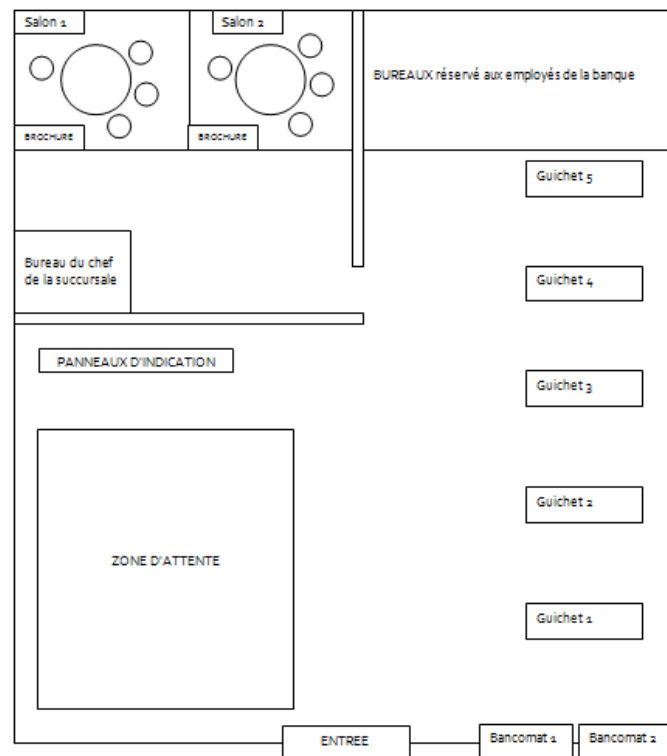 Salon 1
Salon 2
BUREAUX réservé aux employés de la banque
BROCHURE
BROCHURE
Guichet 5
Bureau du chef
de la succursale
Guichet 4
PANNEAUX D'INDICATION
Guichet 3
Guichet 2
ZONE D'ATTENTE
Guichet 1
ENTREE
Bancomat 1
Bancomat 2